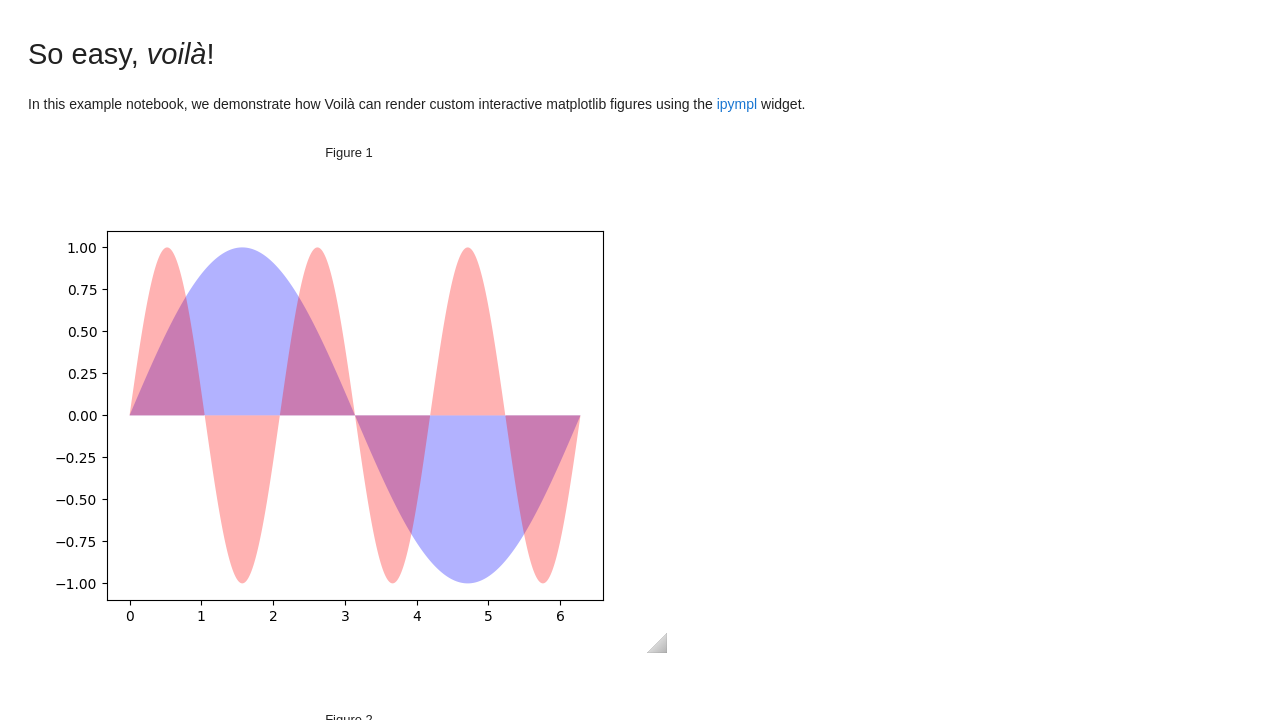 So easy, voilà!
In this example notebook, we demonstrate how Voilà can render custom interactive matplotlib figures using the ipympl widget.
Figure 1
1.00
0.75
0.50
0.25
0.00
−0.25
−0.50
−0.75
−1.00
0 1 2 3 4 5 6
Figure 2